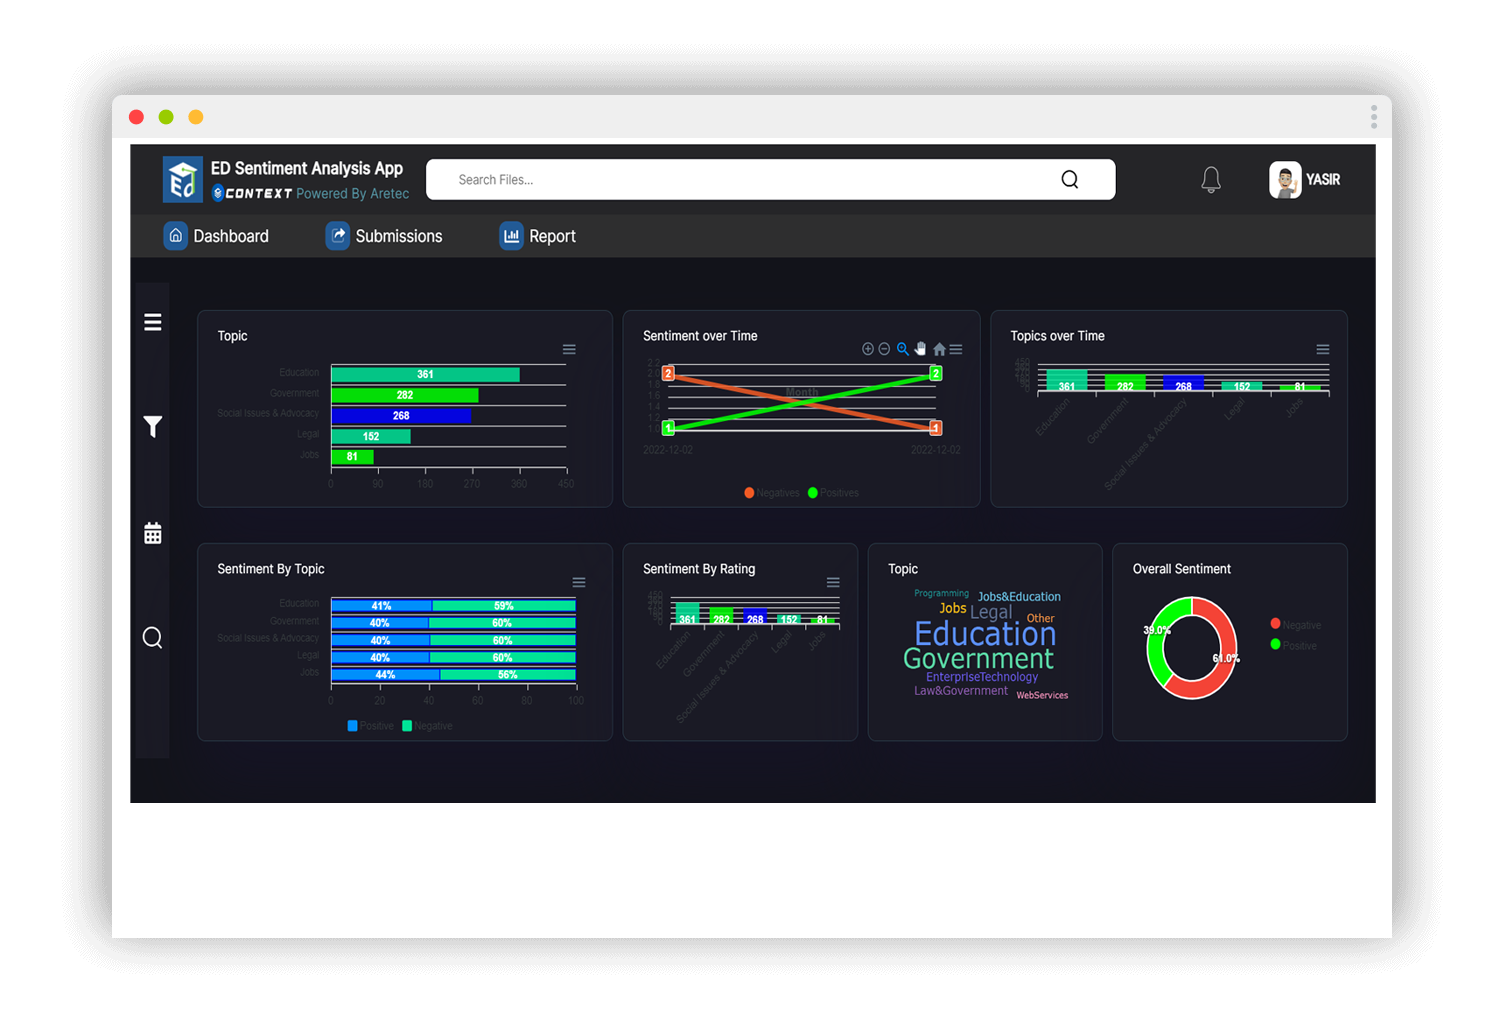 ED Sentiment Analysis App
CONTEXT Powered By Aretec
Search Files...
YASIR
Dashboard
Submissions
Report
Topic
Education
361
Government
282
Social Issues & Advocacy
268
Legal
152
Jobs
81
0 90 180 270 360 450
Sentiment over Time
2.2
2.0
1.8
1.6
1.4
1.2
1.0
2
2
Month
1
1
2022-12-02
2022-12-02
Negatives
Positives
Topics over Time
450
361
282
268
152
81
Education
Government
Social Issues & Advocacy
Legal
Jobs
Sentiment By Topic
Education
41% 59%
Government
40% 60%
Social Issues & Advocacy
40% 60%
Legal
40% 60%
Jobs
44% 56%
0 20 40 60 80 100
Positive
Negative
Sentiment By Rating
450
361
282
268
152
81
Education
Government
Social Issues & Advocacy
Legal
Jobs
Topic
Programming
Jobs&Education
Jobs
Legal
Other
Education
Government
EnterpriseTechnology
Law&Government
WebServices
Overall Sentiment
39.0%
61.0%
Negative
Positive